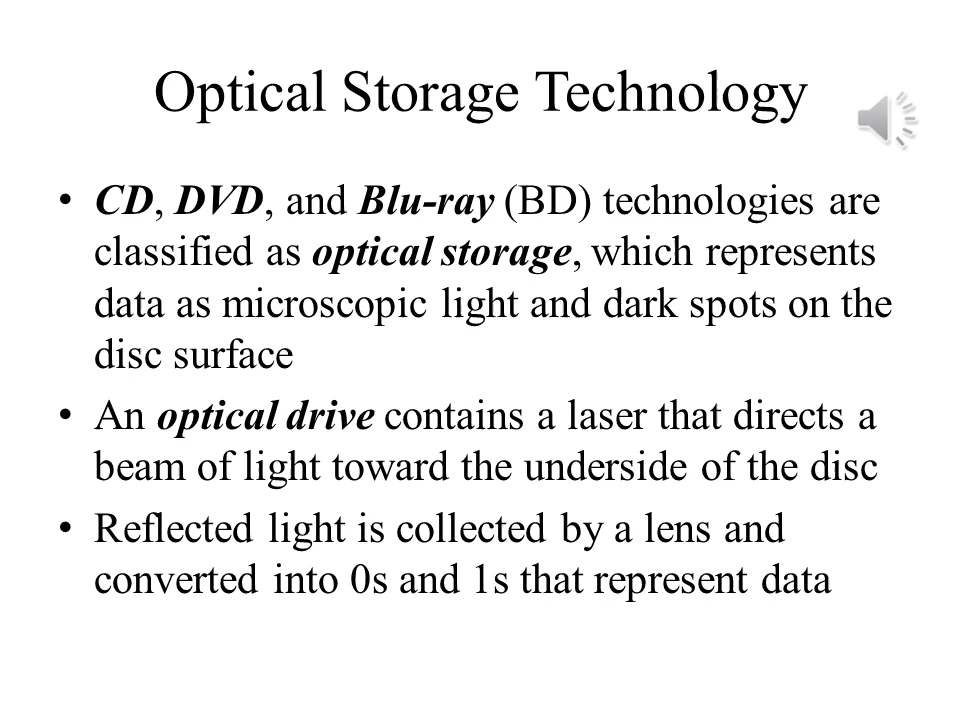 Optical Storage Technology
• CD, DVD, and Blu-ray (BD) technologies are
classified as optical storage, which represents
data as microscopic light and dark spots on the
disc surface
• An optical drive contains a laser that directs a
beam of light toward the underside of the disc
• Reflected light is collected by a lens and
converted into 0s and 1s that represent data